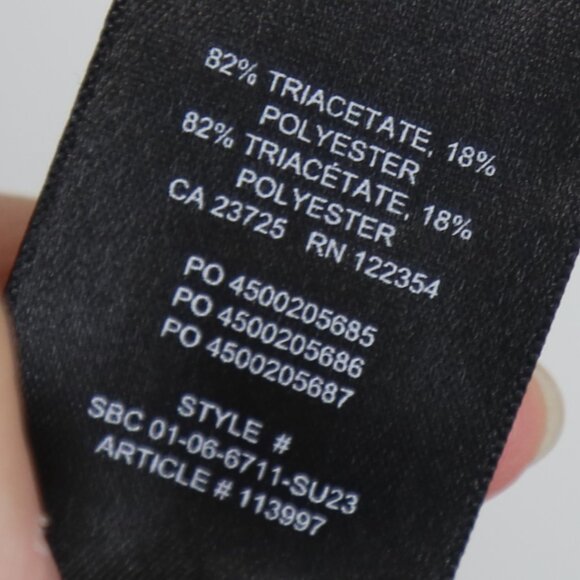 82% TRIACETATE, 18%
POLYESTER
82% TRIACÉTATE, 18%
POLYESTER
CA 23725 RN 122354
PO 4500205685
PO 4500205686
PO 4500205687
STYLE #
SBC 01-06-6711-SU23
ARTICLE # 113997